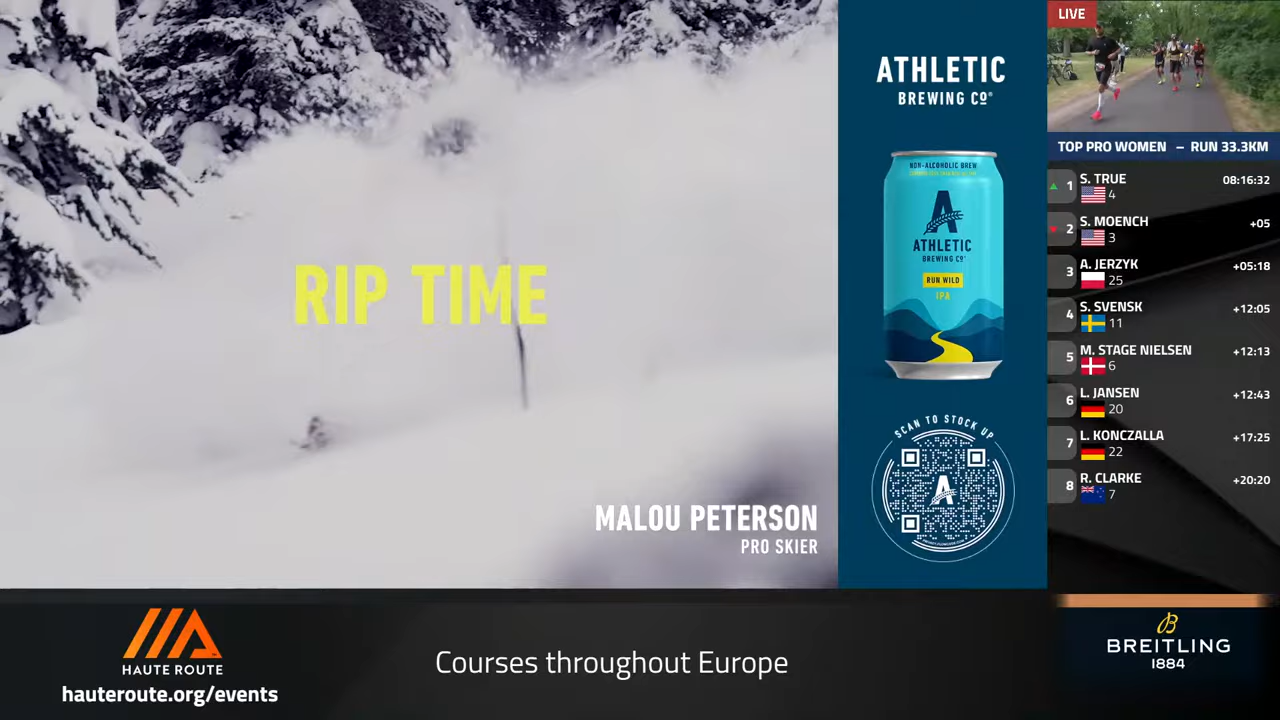 RIP TIME
MALOU PETERSON
PRO SKIER
ATHLETIC
BREWING CO®
NON-ALCOHOLIC BREW
A
ATHLETIC
BREWING CO
RUN WILD
IPA
SCAN TO STOCK UP
A
LIVE
TOP PRO WOMEN – RUN 33.3KM
1 S. TRUE 4 08:16:32
2 S. MOENCH 3 +05
3 A. JERZYK 25 +05:18
4 S. SVENSK 11 +12:05
5 M. STAGE NIELSEN 6 +12:13
6 L. JANSEN 20 +12:43
7 L. KONCZALLA 22 +17:25
8 R. CLARKE 7 +20:20
HAUTE ROUTE
hauteroute.org/events
Courses throughout Europe
B
BREITLING
1884